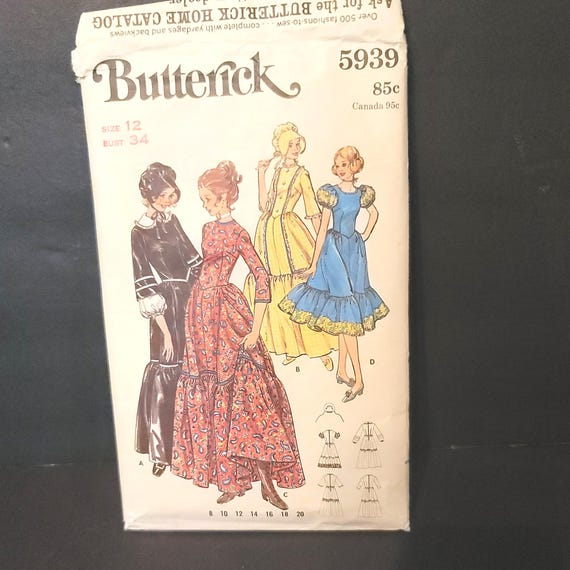 Ask for the BUTTERICK HOME CATALOG
Over 500 fashions-to-sew . . . complete with yardages and backviews
Butterick
5939
85c
Canada 95c
SIZE 12
BUST 34
A
B
C
D
8 10 12 14 16 18 20